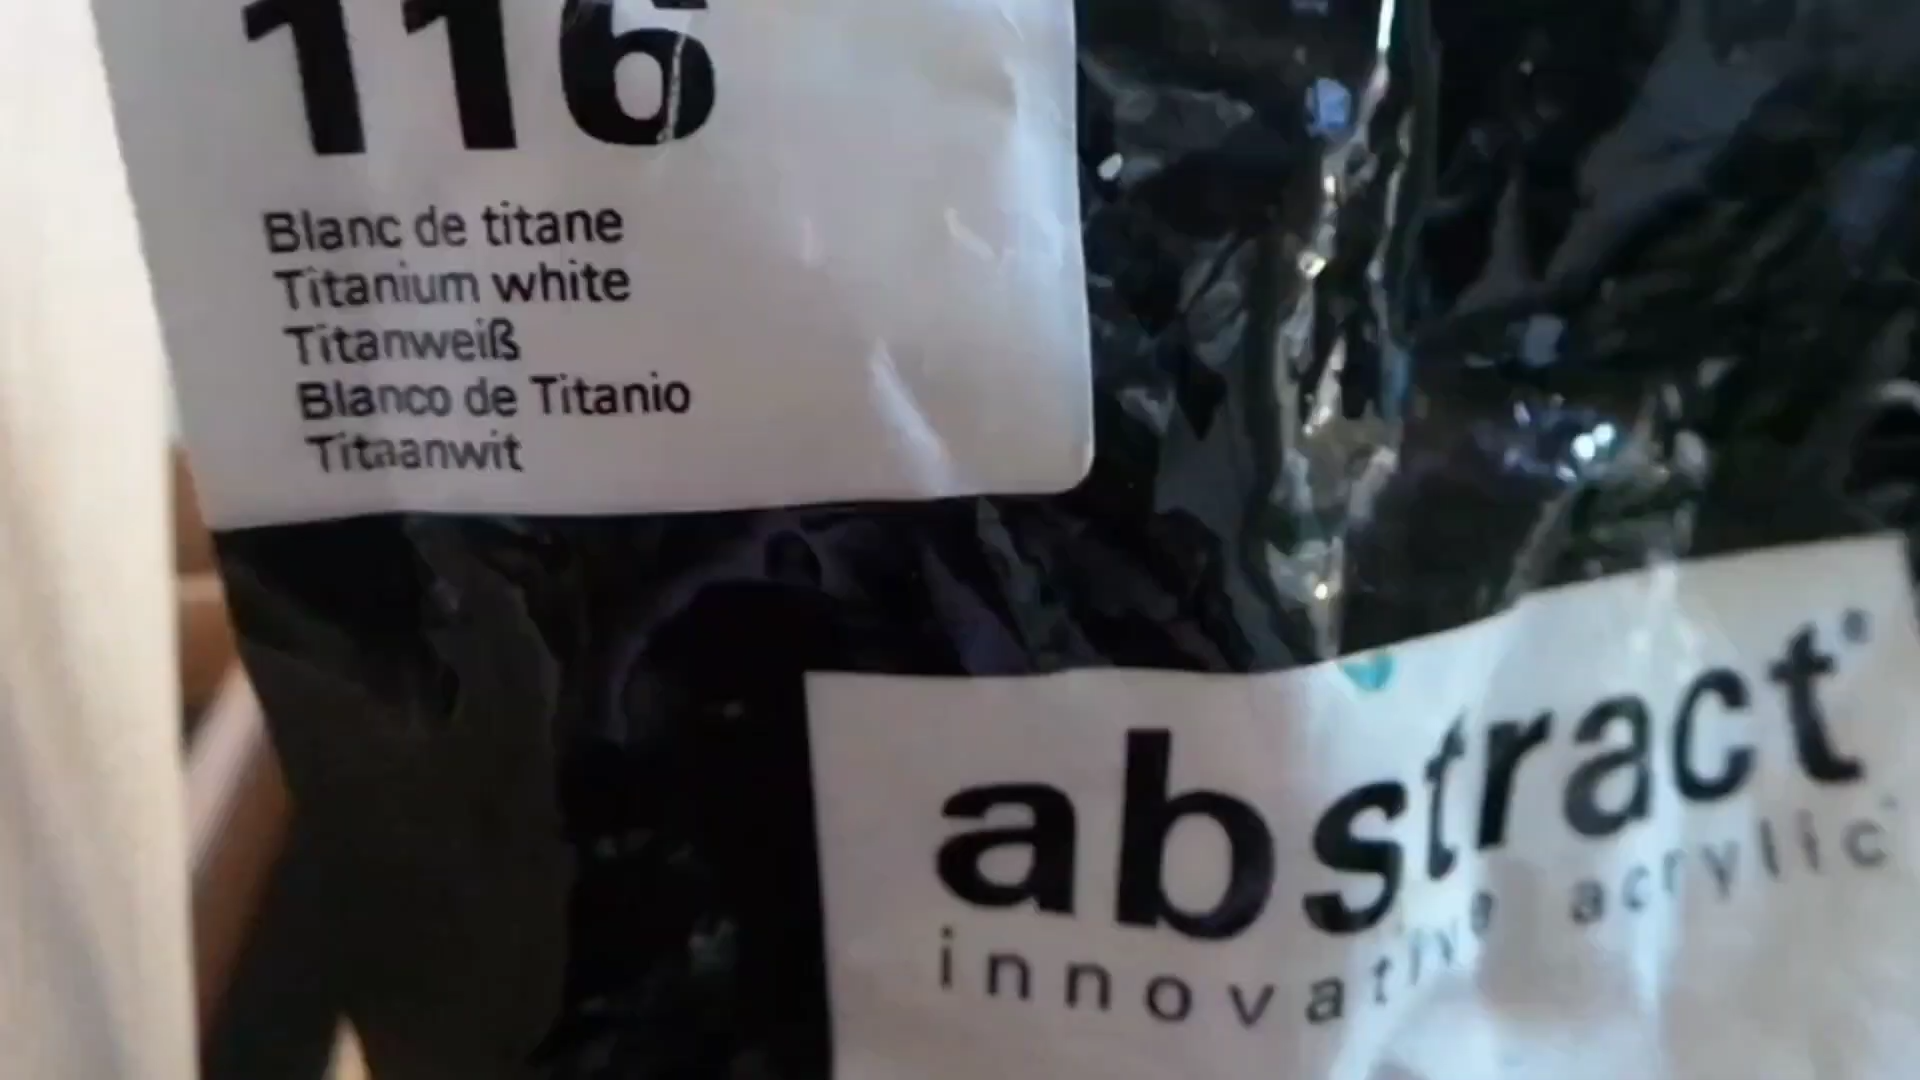 116
Blanc de titane
Titanium white
Titanweiß
Blanco de Titanio
Titaanwit
abstract®
innovative acrylic